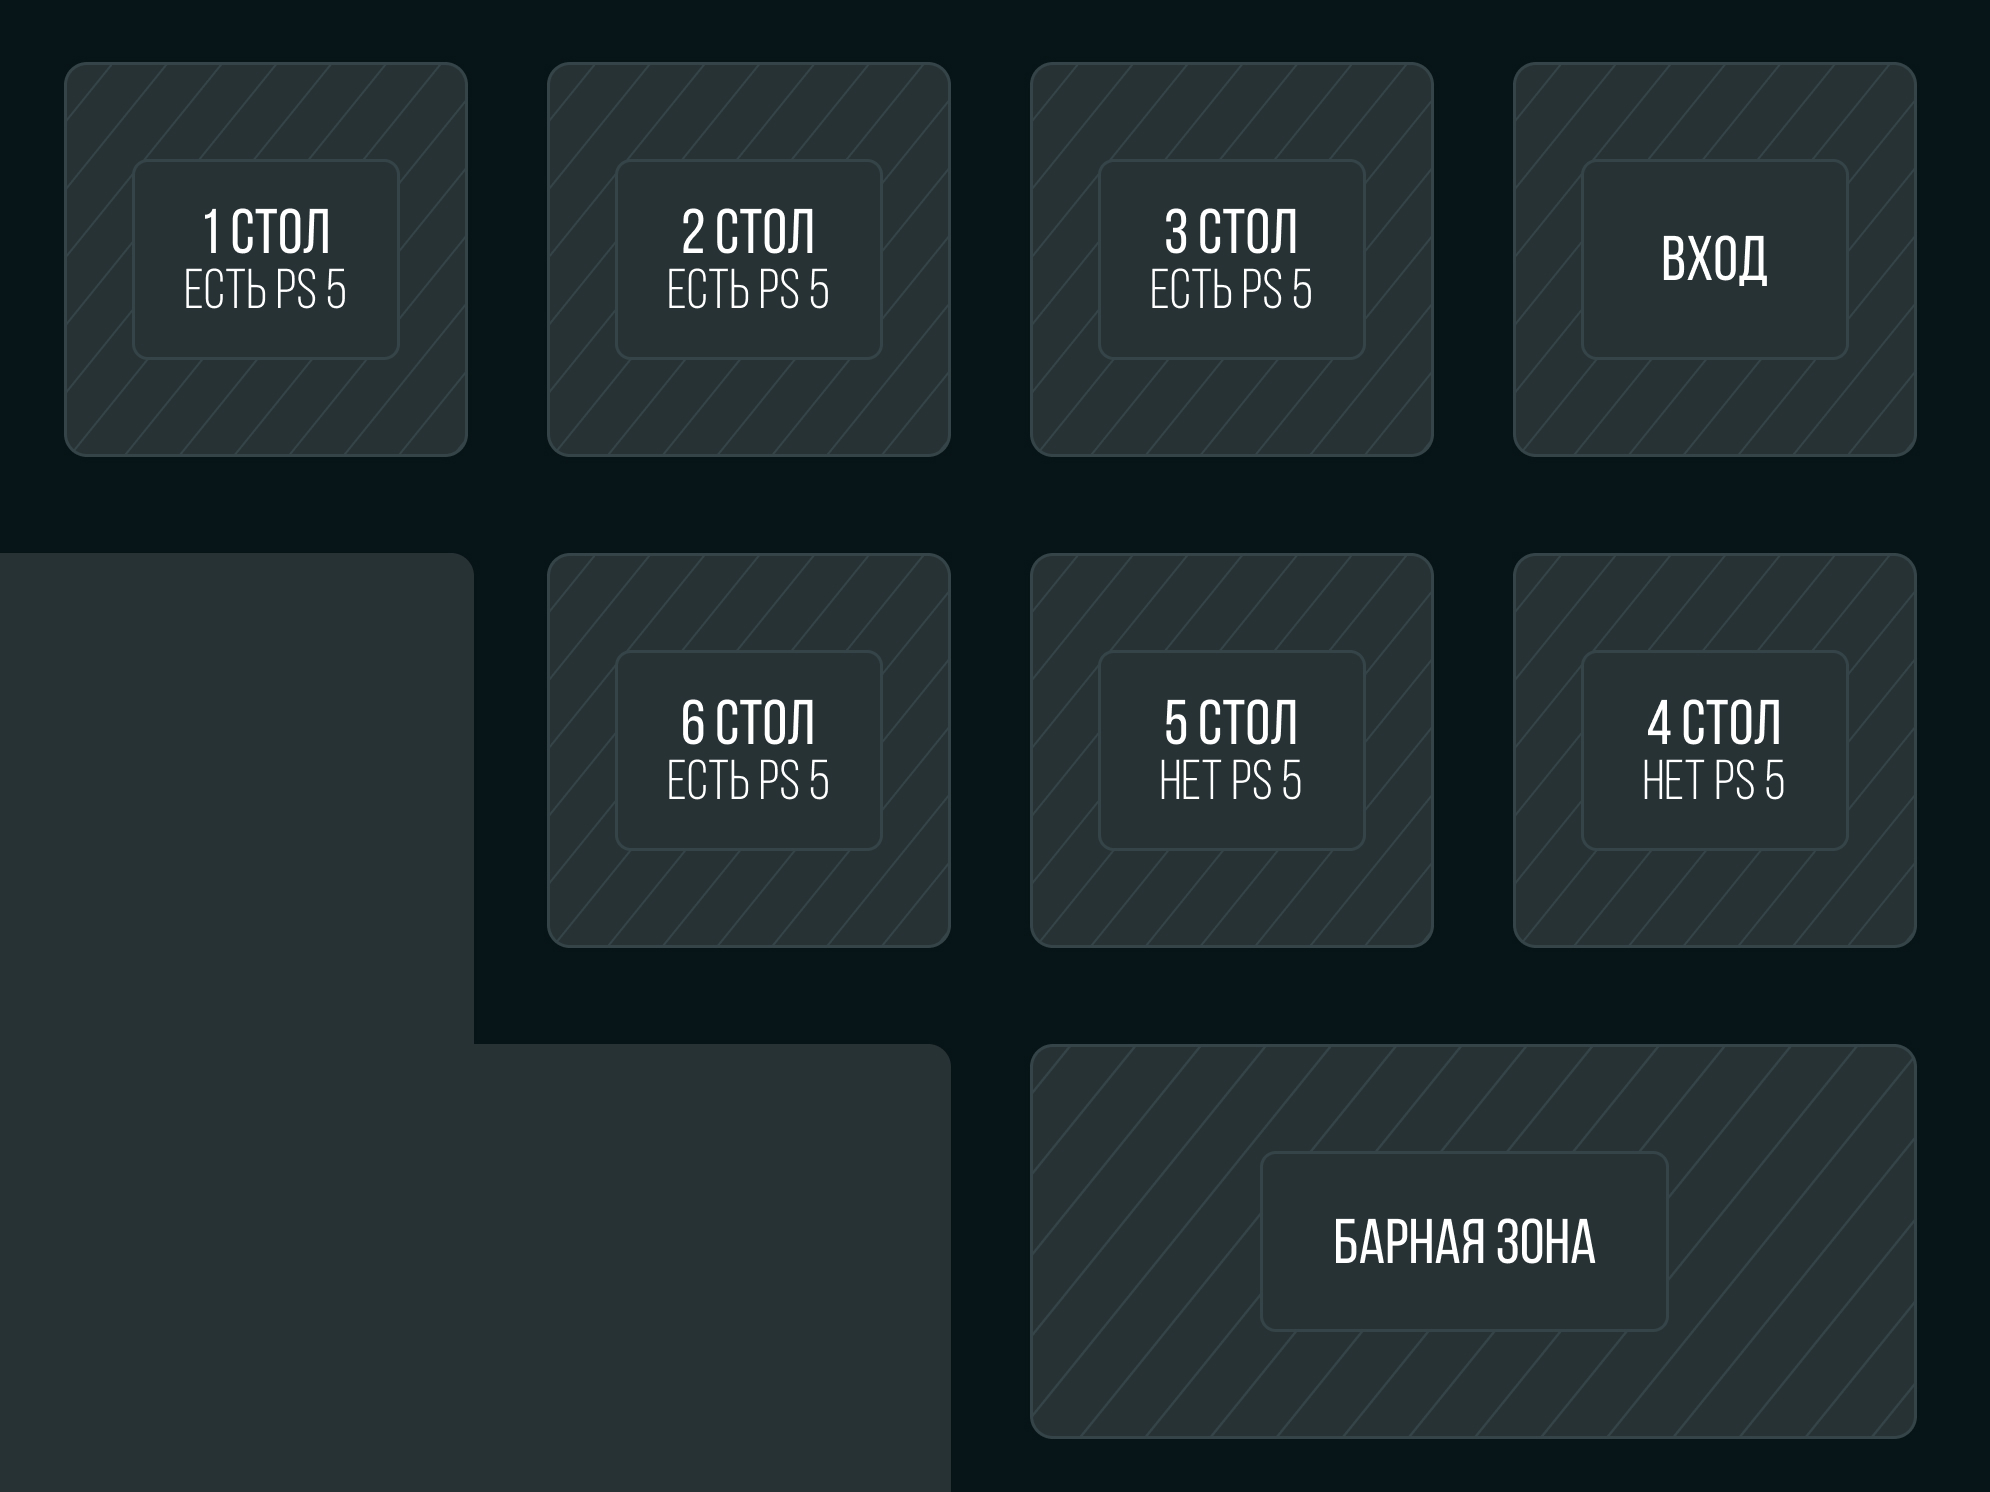 1 СТОЛ
ЕСТЬ PS 5
2 СТОЛ
ЕСТЬ PS 5
3 СТОЛ
ЕСТЬ PS 5
ВХОД
6 СТОЛ
ЕСТЬ PS 5
5 СТОЛ
НЕТ PS 5
4 СТОЛ
НЕТ PS 5
БАРНАЯ ЗОНА